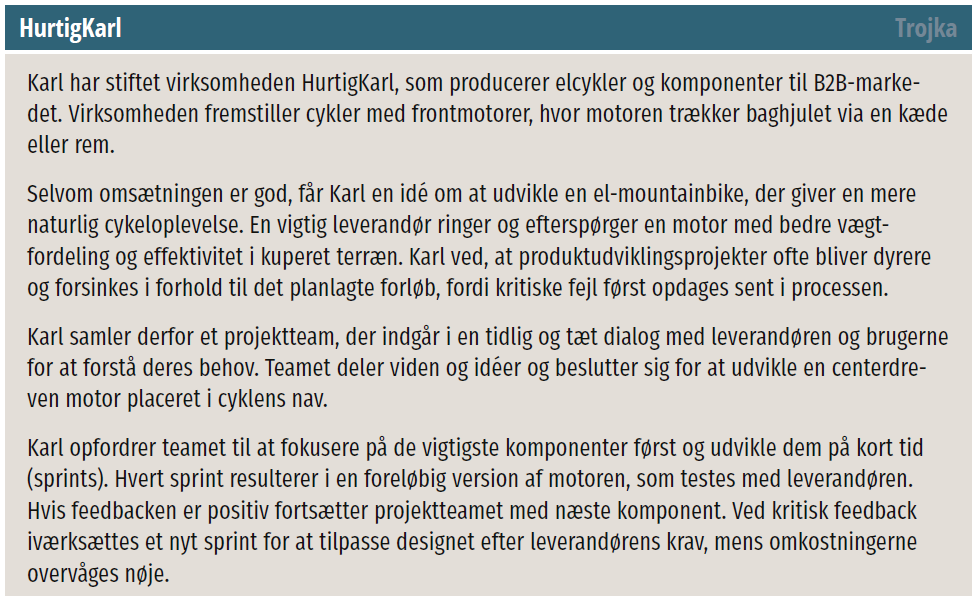 HurtigKarl
Trojka
Karl har stiftet virksomheden HurtigKarl, som producerer elcykler og komponenter til B2B-marke-
det. Virksomheden fremstiller cykler med frontmotorer, hvor motoren trækker baghjulet via en kæde
eller rem.
Selvom omsætningen er god, får Karl en idé om at udvikle en el-mountainbike, der giver en mere
naturlig cykeloplevelse. En vigtig leverandør ringer og efterspørger en motor med bedre vægt-
fordeling og effektivitet i kuperet terræn. Karl ved, at produktudviklingsprojekter ofte bliver dyrere
og forsinkes i forhold til det planlagte forløb, fordi kritiske fejl først opdages sent i processen.
Karl samler derfor et projektteam, der indgår i en tidlig og tæt dialog med leverandøren og brugerne
for at forstå deres behov. Teamet deler viden og idéer og beslutter sig for at udvikle en centerdre-
ven motor placeret i cyklens nav.
Karl opfordrer teamet til at fokusere på de vigtigste komponenter først og udvikle dem på kort tid
(sprints). Hvert sprint resulterer i en foreløbig version af motoren, som testes med leverandøren.
Hvis feedbacken er positiv fortsætter projektteamet med næste komponent. Ved kritisk feedback
iværksættes et nyt sprint for at tilpasse designet efter leverandørens krav, mens omkostningerne
overvåges nøje.